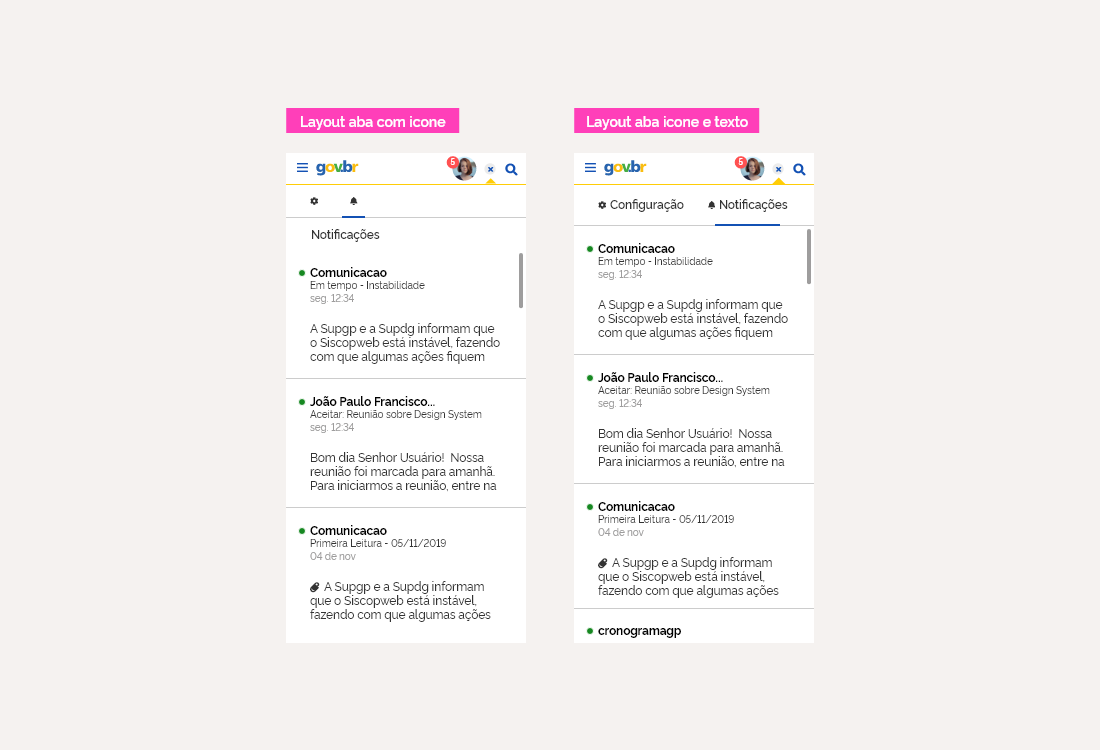 Layout aba com icone
gov.br
5
Notificações
Comunicacao
Em tempo - Instabilidade
seg. 12:34
A Supgp e a Supdg informam que
o Siscopweb está instável, fazendo
com que algumas ações fiquem
João Paulo Francisco...
Aceitar: Reunião sobre Design System
seg. 12:34
Bom dia Senhor Usuário!  Nossa
reunião foi marcada para amanhã.
Para iniciarmos a reunião, entre na
Comunicacao
Primeira Leitura - 05/11/2019
04 de nov
A Supgp e a Supdg informam
que o Siscopweb está instável,
fazendo com que algumas ações
Layout aba icone e texto
gov.br
5
Configuração Notificações
Comunicacao
Em tempo - Instabilidade
seg. 12:34
A Supgp e a Supdg informam que
o Siscopweb está instável, fazendo
com que algumas ações fiquem
João Paulo Francisco...
Aceitar: Reunião sobre Design System
seg. 12:34
Bom dia Senhor Usuário!  Nossa
reunião foi marcada para amanhã.
Para iniciarmos a reunião, entre na
Comunicacao
Primeira Leitura - 05/11/2019
04 de nov
A Supgp e a Supdg informam
que o Siscopweb está instável,
fazendo com que algumas ações
cronogramagp